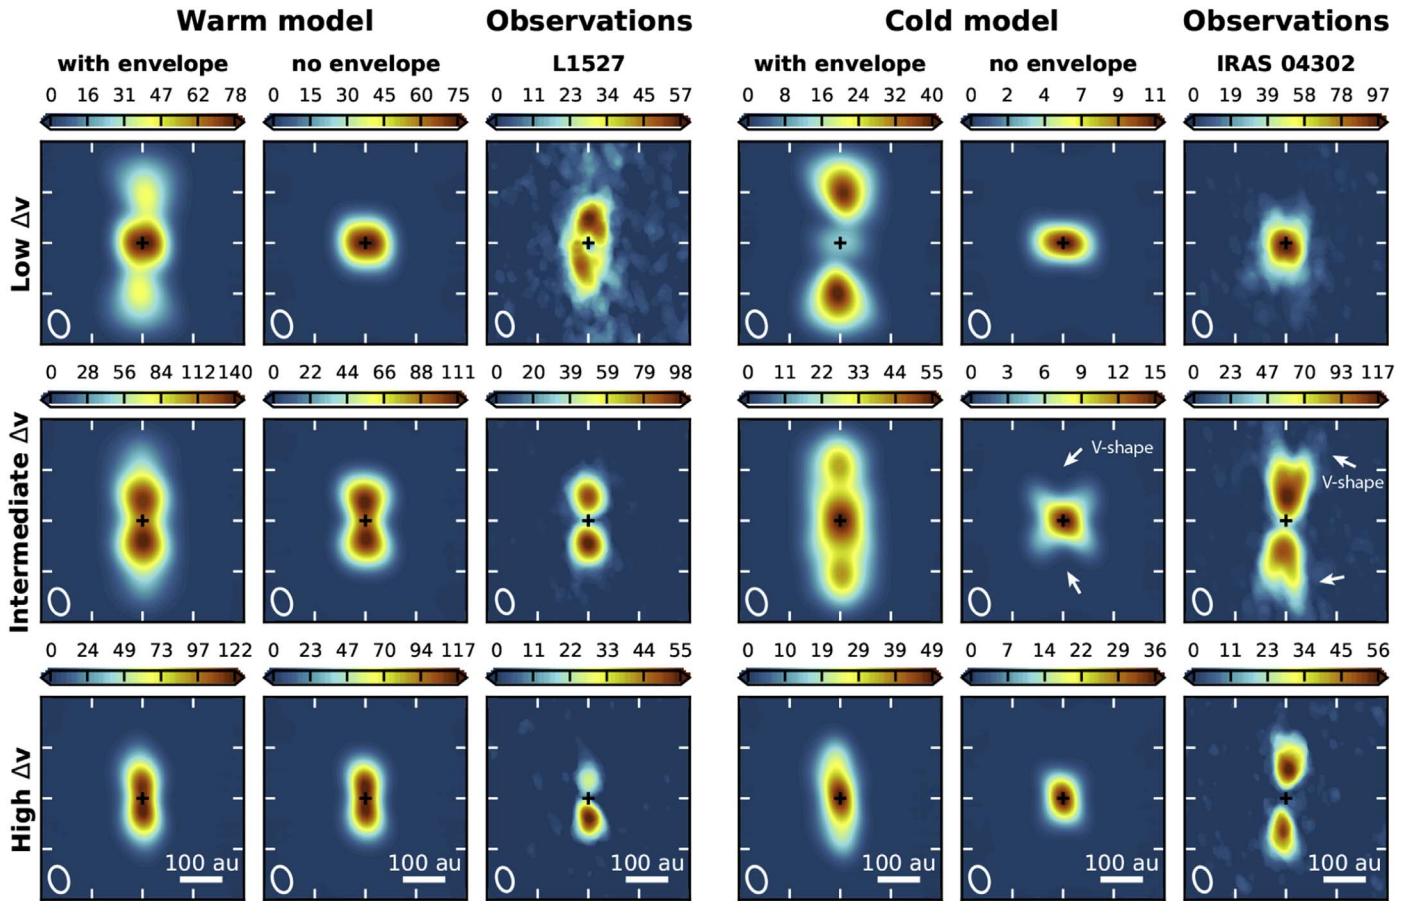 Warm model Observations Cold model Observations
with envelope no envelope L1527 with envelope no envelope IRAS 04302
0 16 31 47 62 78 0 15 30 45 60 75 0 11 23 34 45 57 0 8 16 24 32 40 0 2 4 7 9 11 0 19 39 58 78 97
Low Δv
0 28 56 84 112 140 0 22 44 66 88 111 0 20 39 59 79 98 0 11 22 33 44 55 0 3 6 9 12 15 0 23 47 70 93 117
Intermediate Δv
V-shape
V-shape
0 24 49 73 97 122 0 23 47 70 94 117 0 11 22 33 44 55 0 10 19 29 39 49 0 7 14 22 29 36 0 11 23 34 45 56
High Δv
100 au 100 au 100 au 100 au 100 au 100 au